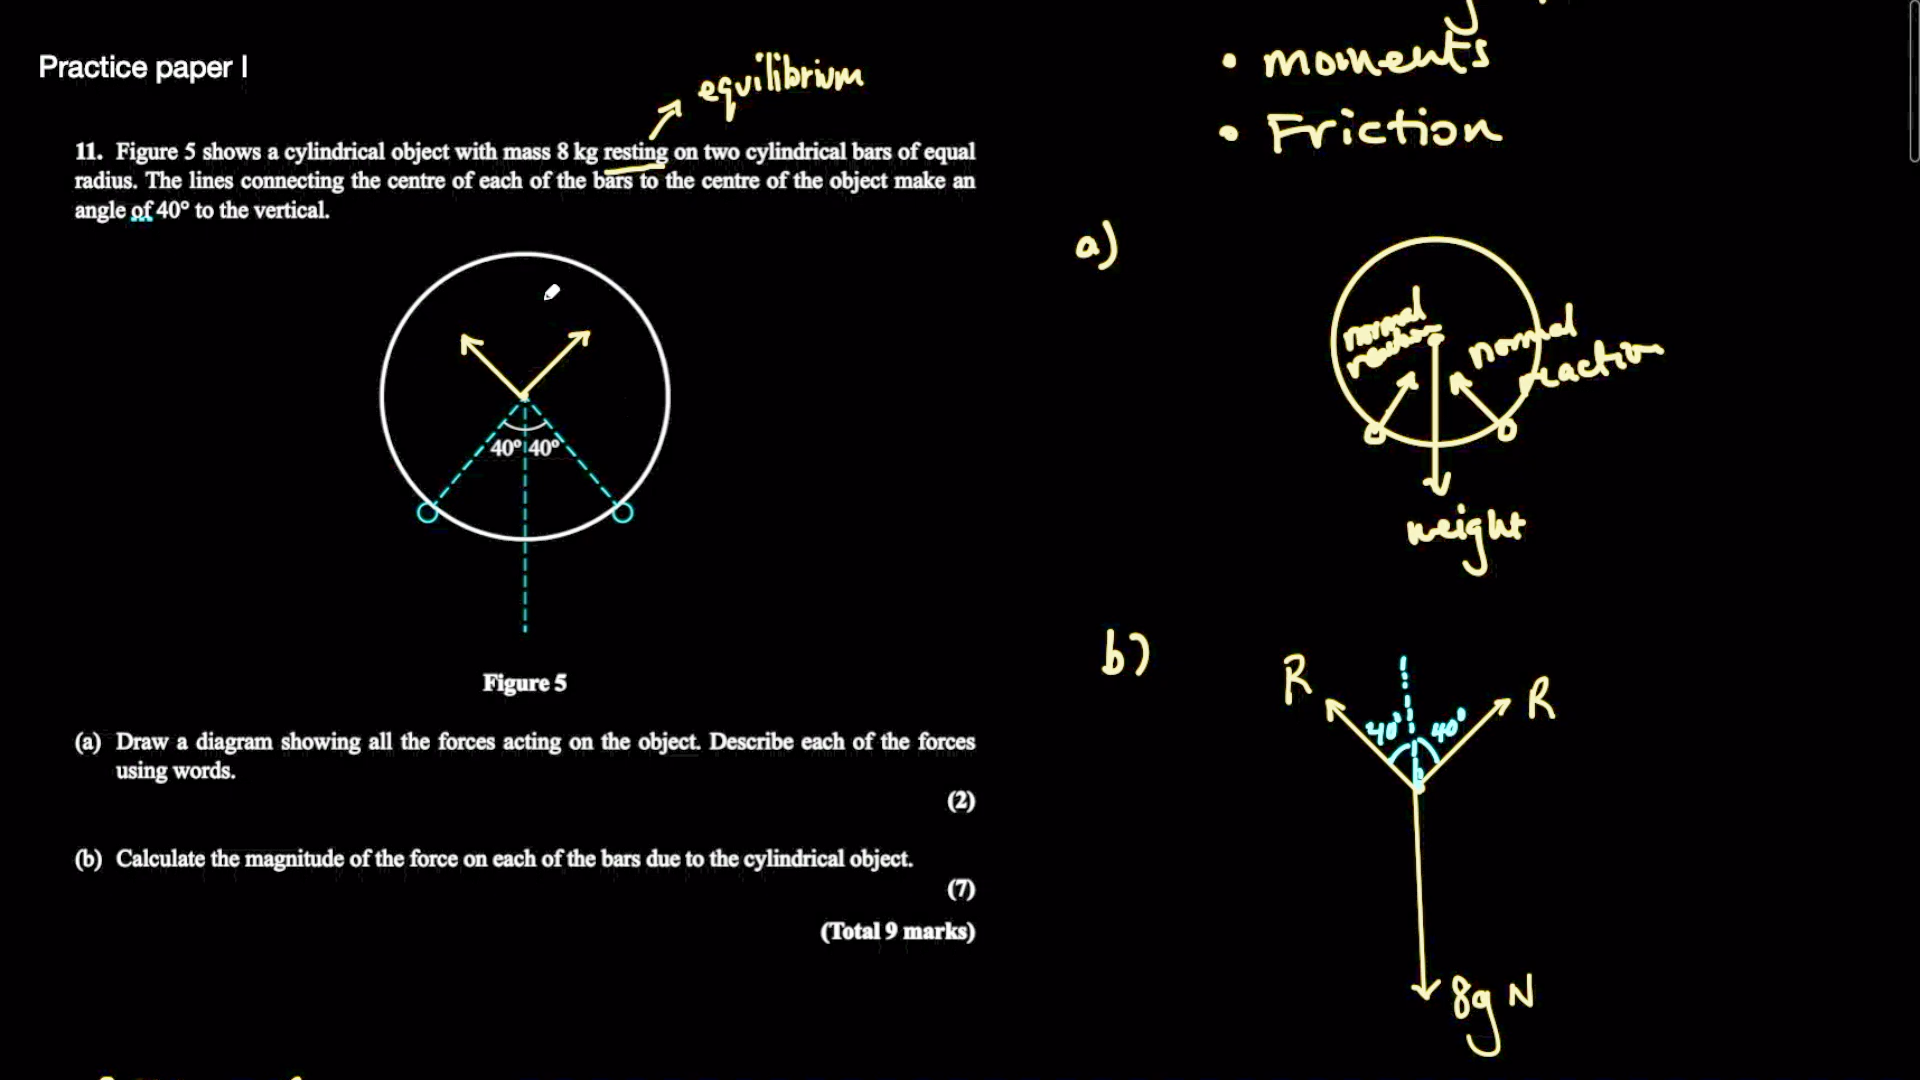 Practice paper I
equilibrium
• moments
• Friction
11. Figure 5 shows a cylindrical object with mass 8 kg resting on two cylindrical bars of equal
radius. The lines connecting the centre of each of the bars to the centre of the object make an
angle of 40° to the vertical.
40° 40°
Figure 5
(a) Draw a diagram showing all the forces acting on the object. Describe each of the forces
using words.
(2)
(b) Calculate the magnitude of the force on each of the bars due to the cylindrical object.
(7)
(Total 9 marks)
a)
normal
reaction
normal
reaction
weight
b)
R
R
40° 40°
8g N